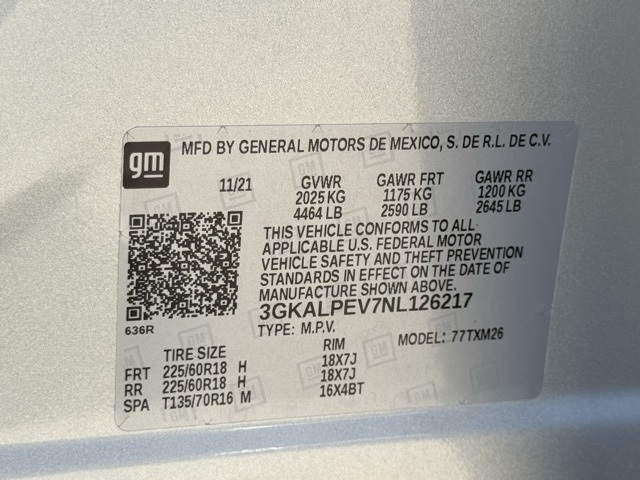 gm
MFD BY GENERAL MOTORS DE MEXICO, S. DE R.L. DE C.V.
11/21 GVWR GAWR FRT GAWR RR
2025 KG 1175 KG 1200 KG
4464 LB 2590 LB 2645 LB
THIS VEHICLE CONFORMS TO ALL
APPLICABLE U.S. FEDERAL MOTOR
VEHICLE SAFETY AND THEFT PREVENTION
STANDARDS IN EFFECT ON THE DATE OF
MANUFACTURE SHOWN ABOVE.
636R
3GKALPEV7NL126217
TYPE: M.P.V. MODEL: 77TXM26
TIRE SIZE RIM
FRT 225/60R18 H 18X7J
RR 225/60R18 H 18X7J
SPA T135/70R16 M 16X4BT